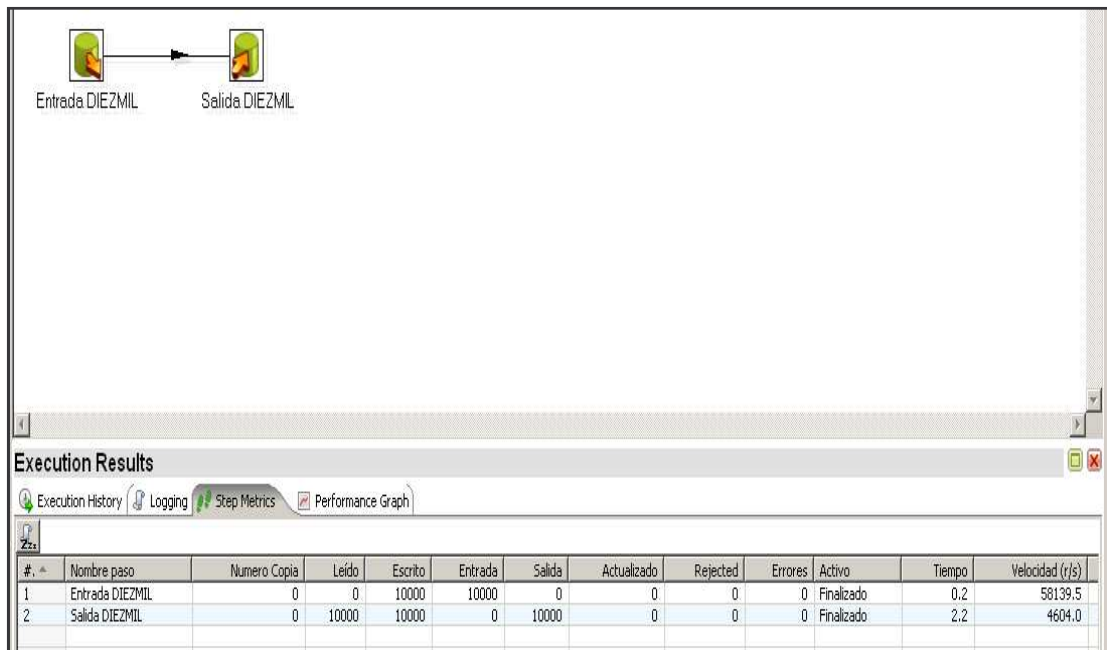 Entrada DIEZMIL Salida DIEZMIL
Execution Results
Execution History Logging Step Metrics Performance Graph
#. Nombre paso Numero Copia Leído Escrito Entrada Salida Actualizado Rejected Errores Activo Tiempo Velocidad (r/s)
1 Entrada DIEZMIL 0 0 10000 10000 0 0 0 0 Finalizado 0.2 58139.5
2 Salida DIEZMIL 0 10000 10000 0 10000 0 0 0 Finalizado 2.2 4604.0